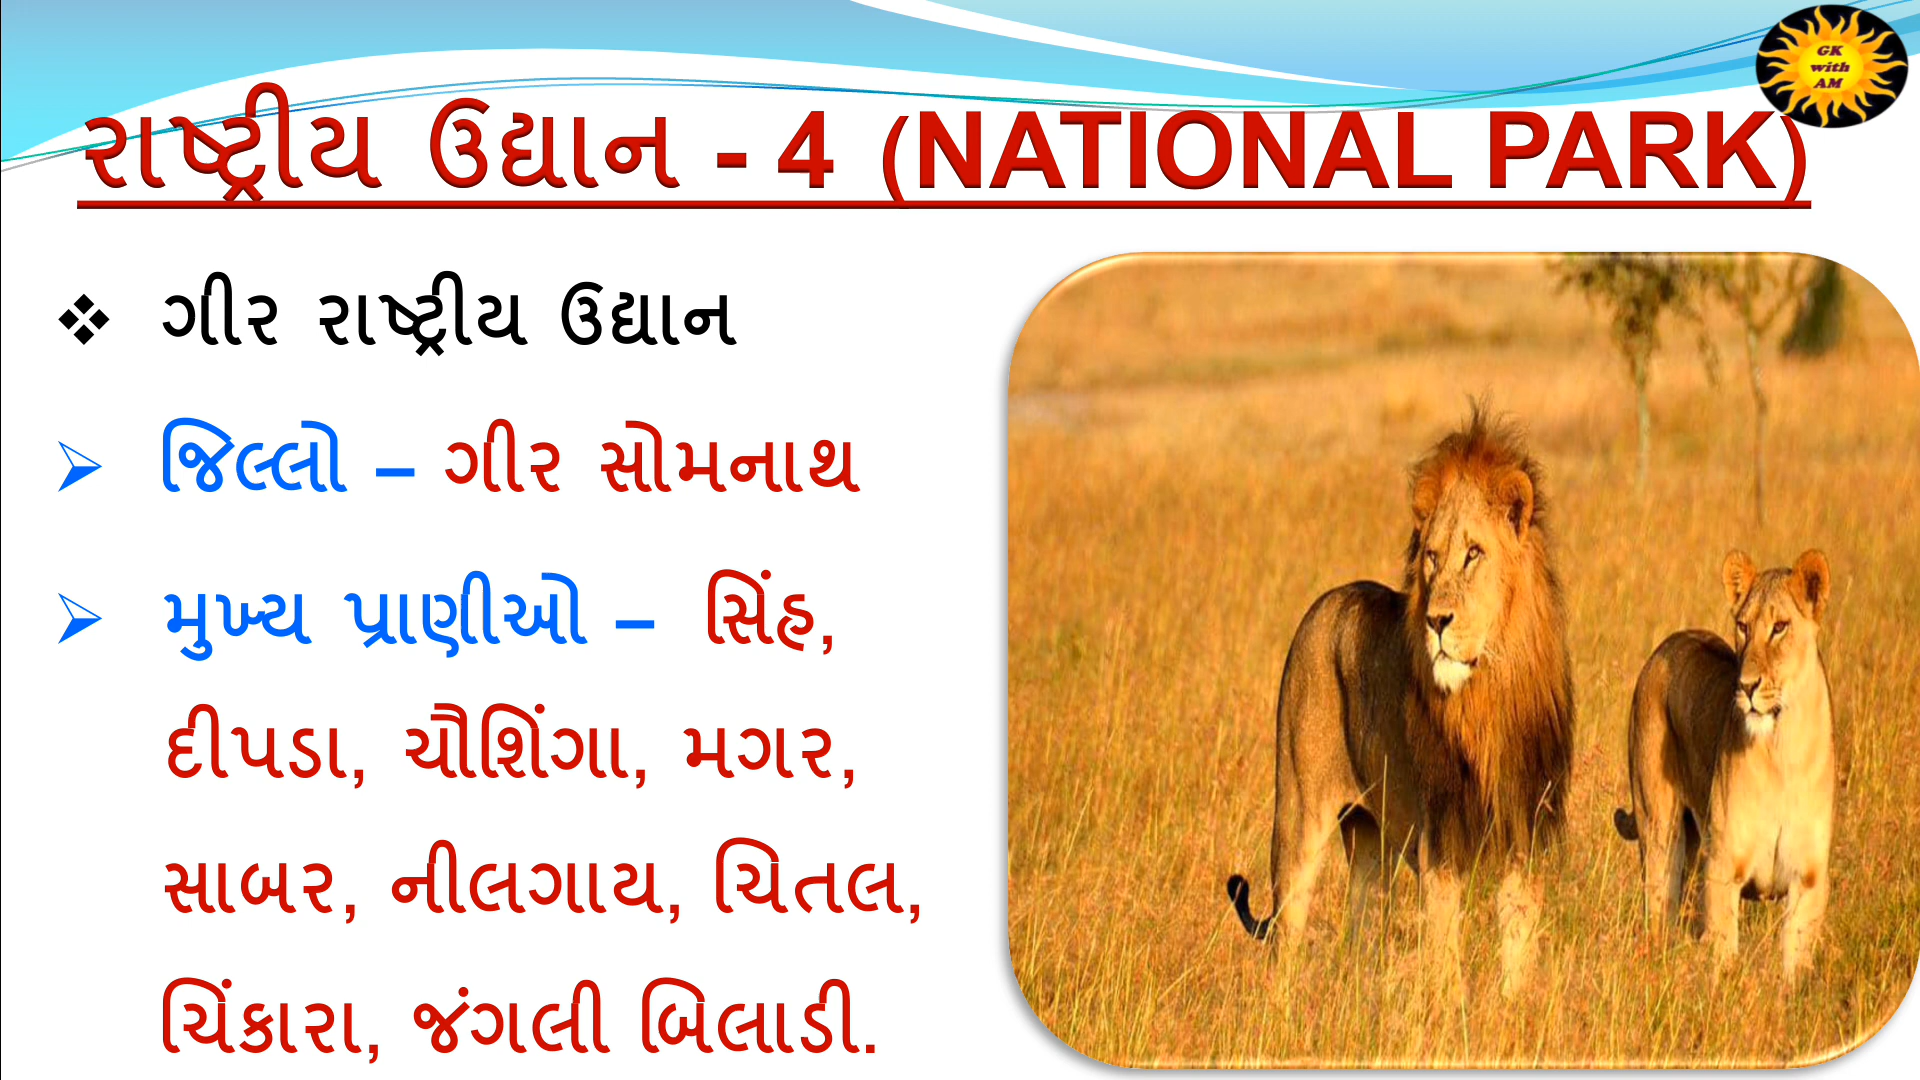 GK
with
AM
રાષ્ટ્રીય ઉદ્યાન - 4 (NATIONAL PARK)
ગીર રાષ્ટ્રીય ઉદ્યાન
જિલ્લો – ગીર સોમનાથ
મુખ્ય પ્રાણીઓ – સિંહ,
દીપડા, ચૌશિંગા, મગર,
સાબર, નીલગાય, ચિતલ,
ચિંકારા, જંગલી બિલાડી.